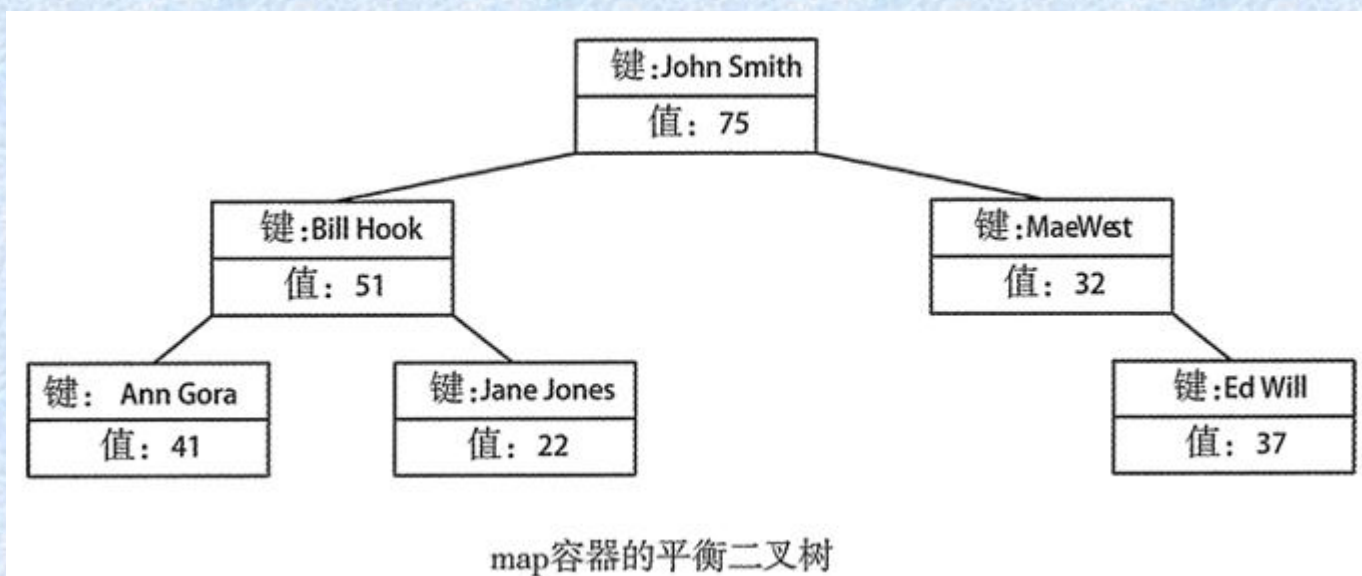 键:John Smith
值：75
键:Bill Hook
值：51
键:MaeWest
值：32
键： Ann Gora
值：41
键:Jane Jones
值：22
键:Ed Will
值：37
map容器的平衡二叉树